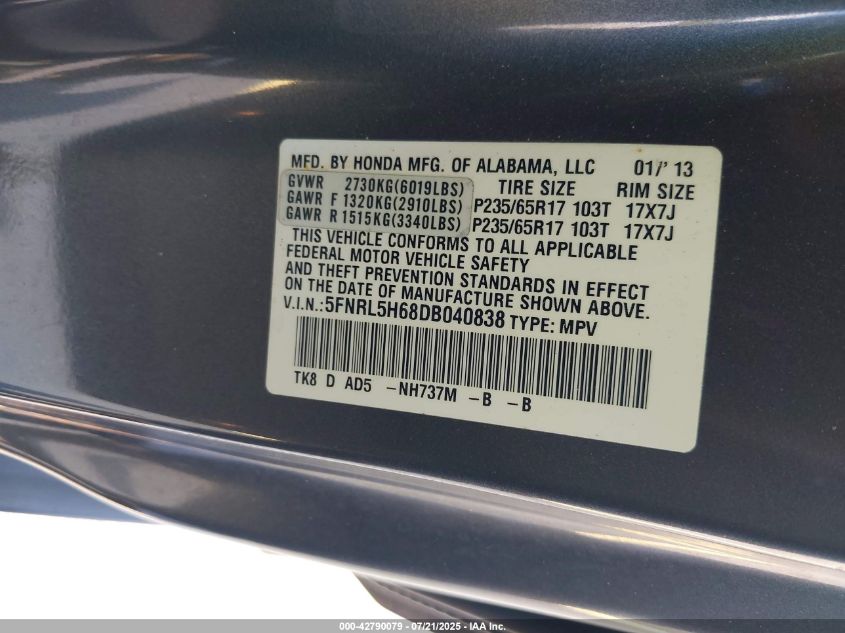 MFD. BY HONDA MFG. OF ALABAMA, LLC 01/' 13
GVWR 2730KG(6019LBS) TIRE SIZE RIM SIZE
GAWR F 1320KG(2910LBS) P235/65R17 103T 17X7J
GAWR R 1515KG(3340LBS) P235/65R17 103T 17X7J
THIS VEHICLE CONFORMS TO ALL APPLICABLE
FEDERAL MOTOR VEHICLE SAFETY
AND THEFT PREVENTION STANDARDS IN EFFECT
ON THE DATE OF MANUFACTURE SHOWN ABOVE.
V.I.N.:5FNRL5H68DB040838 TYPE: MPV
TK8 D AD5 -NH737M -B -B
000-42790079 - 07/21/2025 - IAA Inc.